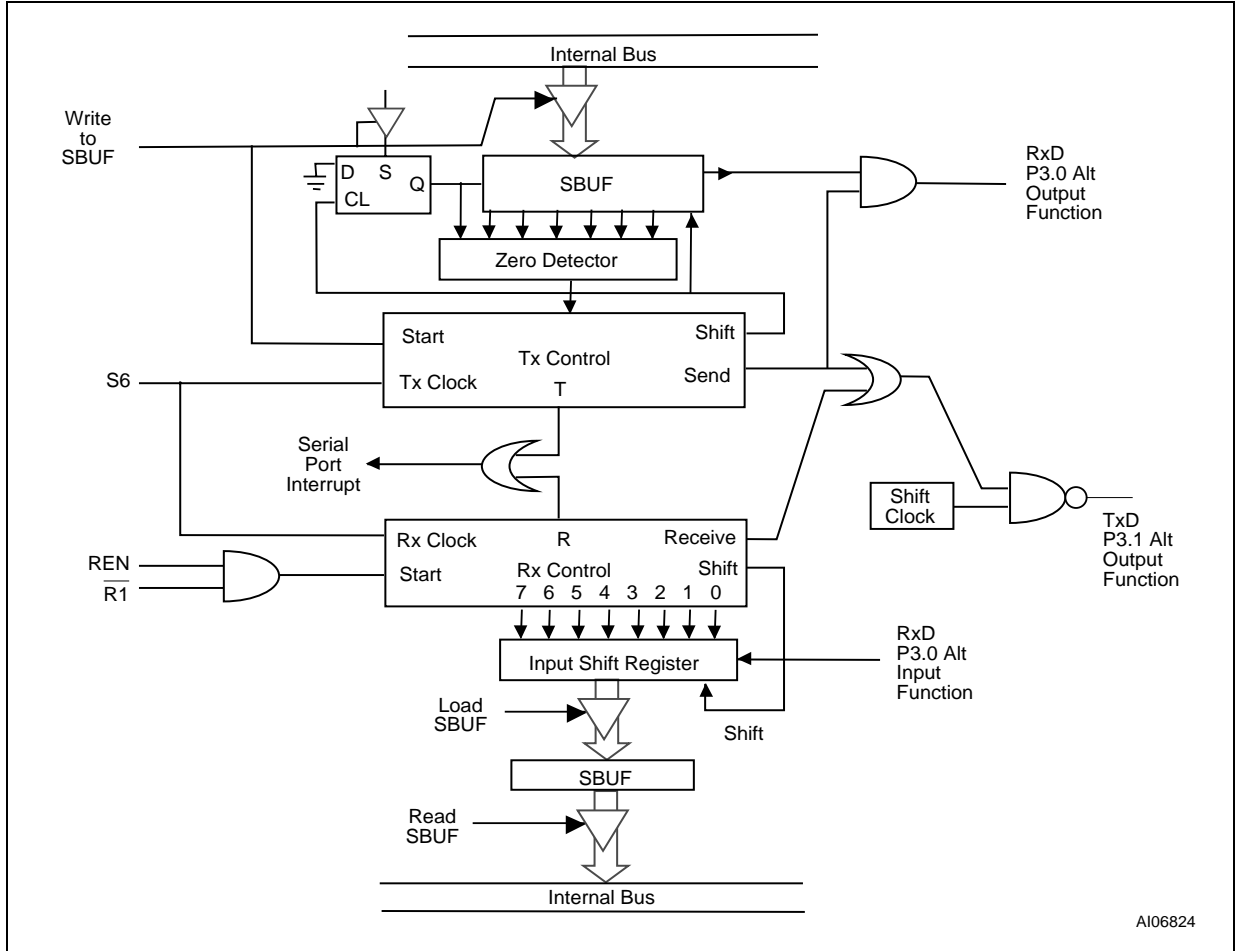 Internal Bus
Write
to
SBUF
D S
Q
CL
SBUF
RxD
P3.0 Alt
Output
Function
Zero Detector
Start
Shift
Tx Control
S6
Tx Clock
T
Send
Serial
Port
Interrupt
Shift
Clock
TxD
P3.1 Alt
Output
Function
Rx Clock
R
Receive
REN
R1
Start
Rx Control
Shift
7 6 5 4 3 2 1 0
Input Shift Register
RxD
P3.0 Alt
Input
Function
Load
SBUF
Shift
SBUF
Read
SBUF
Internal Bus
AI06824